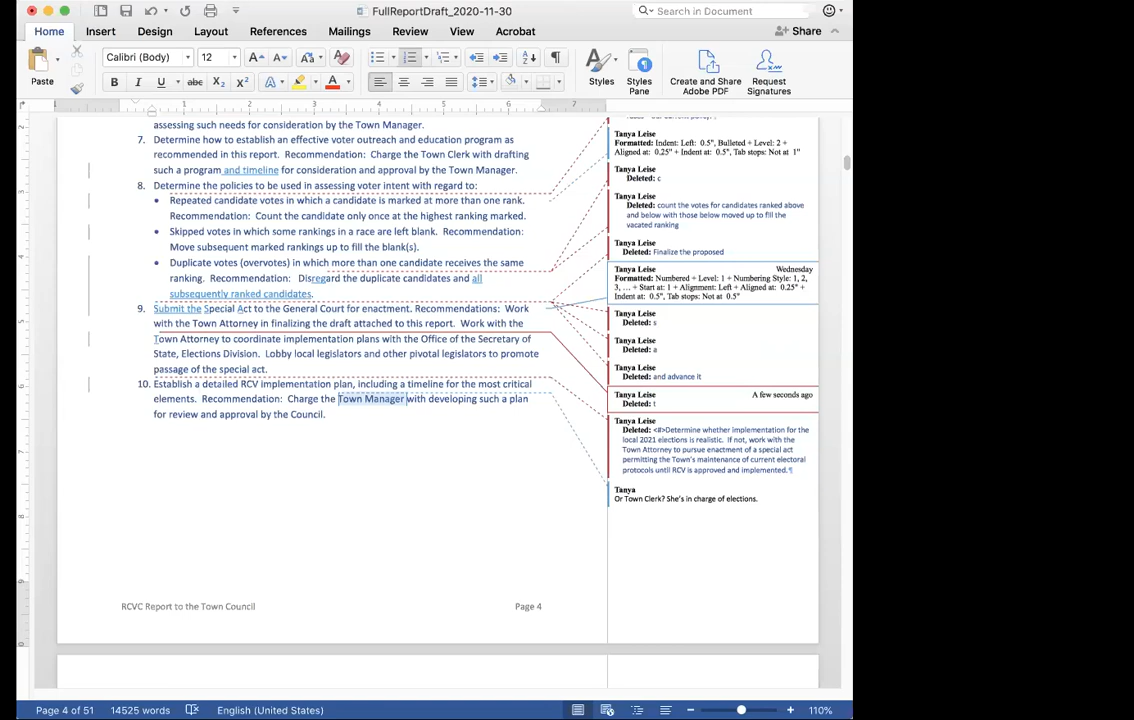 FullReportDraft_2020-11-30
Search in Document
Home Insert Design Layout References Mailings Review View Acrobat
Share
Paste
Calibri (Body) 12
Styles
Styles Pane
Create and Share Adobe PDF
Request Signatures
1 2 3 4 5 6 7
assessing such needs for consideration by the Town Manager.
7. Determine how to establish an effective voter outreach and education program as
recommended in this report. Recommendation: Charge the Town Clerk with drafting
such a program and timeline for consideration and approval by the Town Manager.
8. Determine the policies to be used in assessing voter intent with regard to:
• Repeated candidate votes in which a candidate is marked at more than one rank.
Recommendation: Count the candidate only once at the highest ranking marked.
• Skipped votes in which some rankings in a race are left blank. Recommendation:
Move subsequent marked rankings up to fill the blank(s).
• Duplicate votes (overvotes) in which more than one candidate receives the same
ranking. Recommendation: Disregard the duplicate candidates and all
subsequently ranked candidates.
9. Submit the Special Act to the General Court for enactment. Recommendations: Work
with the Town Attorney in finalizing the draft attached to this report. Work with the
Town Attorney to coordinate implementation plans with the Office of the Secretary of
State, Elections Division. Lobby local legislators and other pivotal legislators to promote
passage of the special act.
10. Establish a detailed RCV implementation plan, including a timeline for the most critical
elements. Recommendation: Charge the Town Manager with developing such a plan
for review and approval by the Council.
RCVC Report to the Town Council Page 4
Tanya Leise
Formatted: Indent: Left: 0.5", Bulleted + Level: 2 +
Aligned at: 0.25" + Indent at: 0.5", Tab stops: Not at 1"
Tanya Leise
Deleted: c
Tanya Leise
Deleted: count the votes for candidates ranked above
and below with those below moved up to fill the
vacated ranking
Tanya Leise
Deleted: Finalize the proposed
Tanya Leise Wednesday
Formatted: Numbered + Level: 1 + Numbering Style: 1, 2,
3, … + Start at: 1 + Alignment: Left + Aligned at: 0.25" +
Indent at: 0.5", Tab stops: Not at 0.5"
Tanya Leise
Deleted: s
Tanya Leise
Deleted: a
Tanya Leise
Deleted: and advance it
Tanya Leise A few seconds ago
Deleted: t
Tanya Leise
Deleted: <#>Determine whether implementation for the
local 2021 elections is realistic. If not, work with the
Town Attorney to pursue enactment of a special act
permitting the Town's maintenance of current electoral
protocols until RCV is approved and implemented.¶
Tanya
Or Town Clerk? She's in charge of elections.
Page 4 of 51 14525 words English (United States) 110%